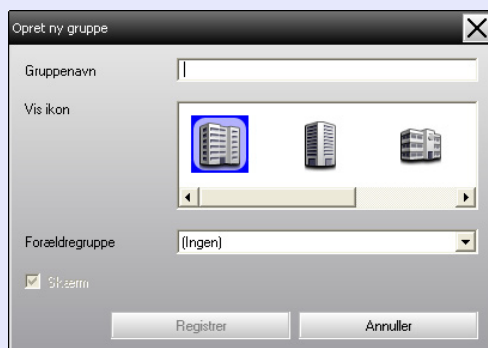 Opret ny gruppe
Gruppenavn
Vis ikon
Forældregruppe
(Ingen)
Skærm
Registrer
Annuller